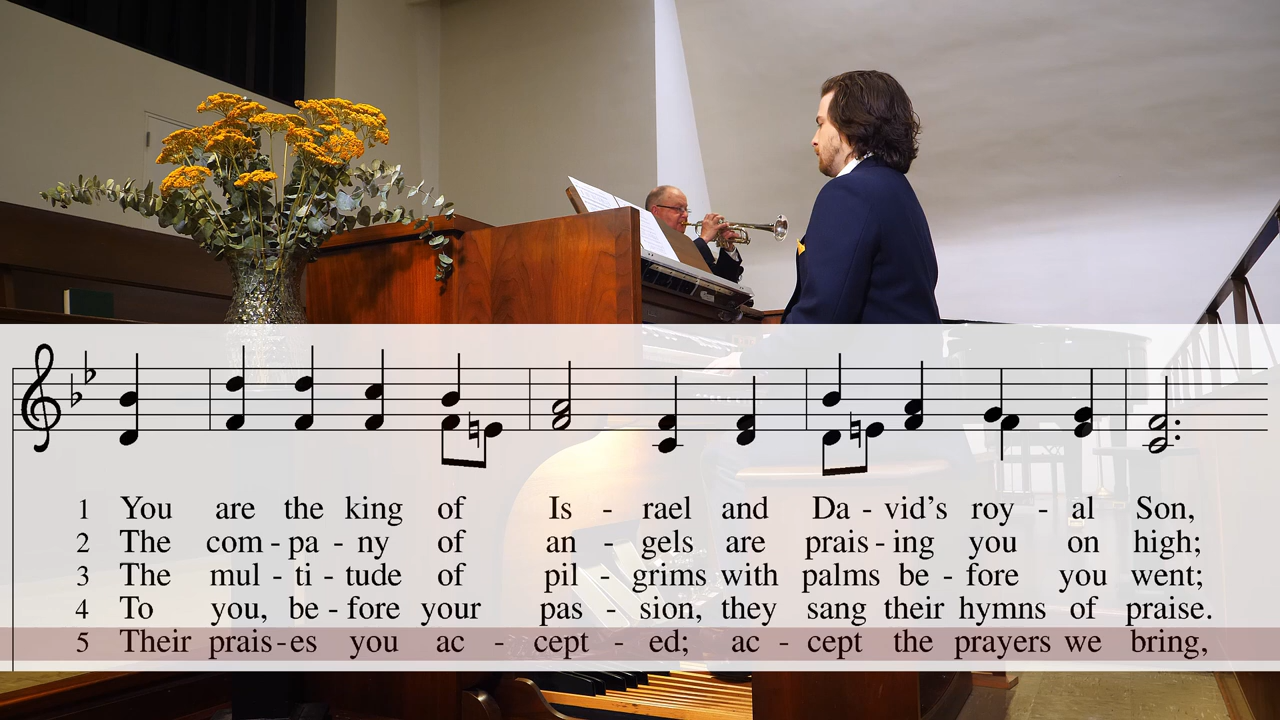 1 You are the king of Is - rael and Da - vid's roy - al Son,
2 The com - pa - ny of an - gels are prais - ing you on high;
3 The mul - ti - tude of pil - grims with palms be - fore you went;
4 To you, be - fore your pas - sion, they sang their hymns of praise.
5 Their prais - es you ac - cept - ed; ac - cept the prayers we bring,